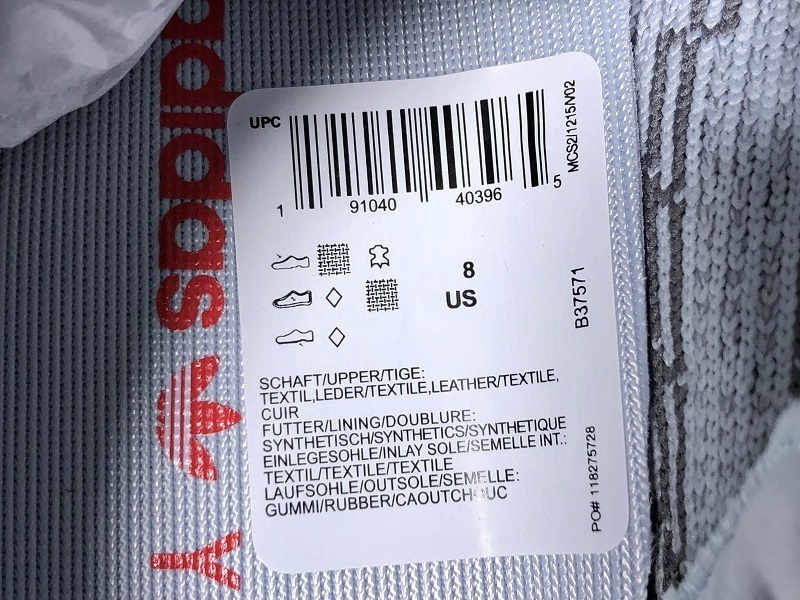 UPC
1 91040 40396 5
MCS2/1215/V02
8
US
B37571
SCHAFT/UPPER/TIGE:
TEXTIL,LEDER/TEXTILE,LEATHER/TEXTILE,
CUIR
FUTTER/LINING/DOUBLURE:
SYNTHETISCH/SYNTHETICS/SYNTHETIQUE
EINLEGESOHLE/INLAY SOLE/SEMELLE INT.:
TEXTIL/TEXTILE/TEXTILE
LAUFSOHLE/OUTSOLE/SEMELLE:
GUMMI/RUBBER/CAOUTCHOUC
PO# 118275728
adidas